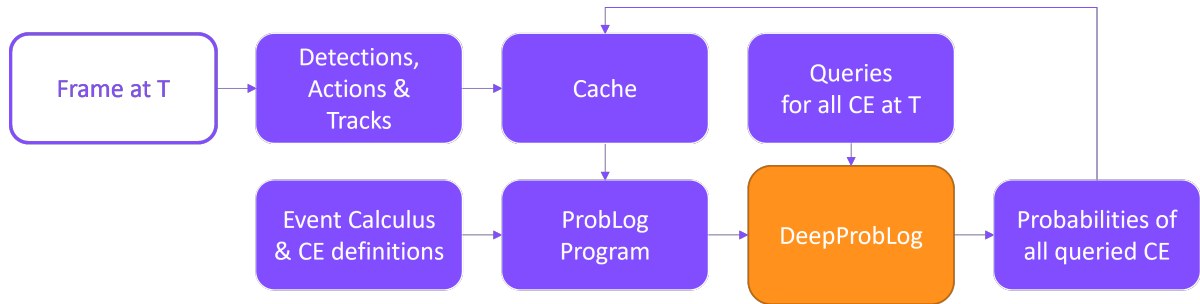 Frame at T
Detections,
Actions &
Tracks
Cache
Queries
for all CE at T
Event Calculus
& CE definitions
ProbLog
Program
DeepProbLog
Probabilities of
all queried CE